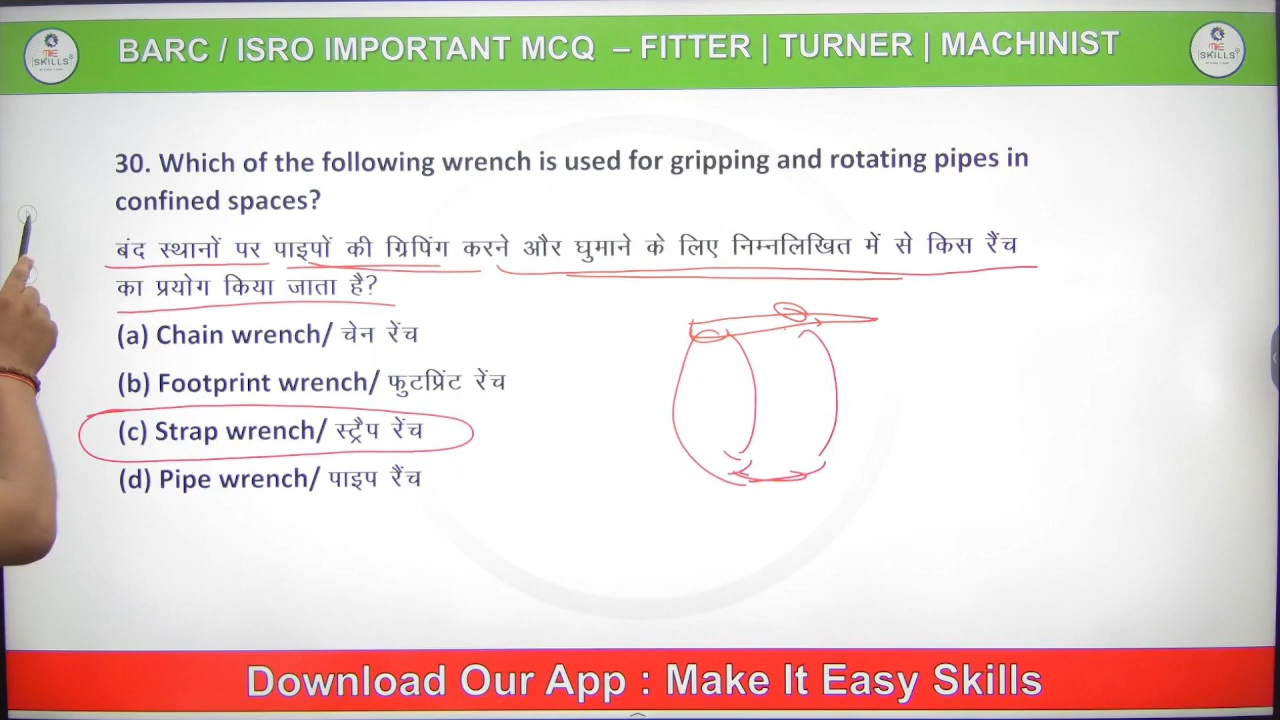 BARC / ISRO IMPORTANT MCQ – FITTER | TURNER | MACHINIST
SKILLS
SKILLS
30. Which of the following wrench is used for gripping and rotating pipes in
confined spaces?
बंद स्थानों पर पाइपों की ग्रिपिंग करने और घुमाने के लिए निम्नलिखित में से किस रैंच
का प्रयोग किया जाता है?
(a) Chain wrench/ चेन रेंच
(b) Footprint wrench/ फुटप्रिंट रेंच
(c) Strap wrench/ स्ट्रैप रेंच
(d) Pipe wrench/ पाइप रैंच
Download Our App : Make It Easy Skills